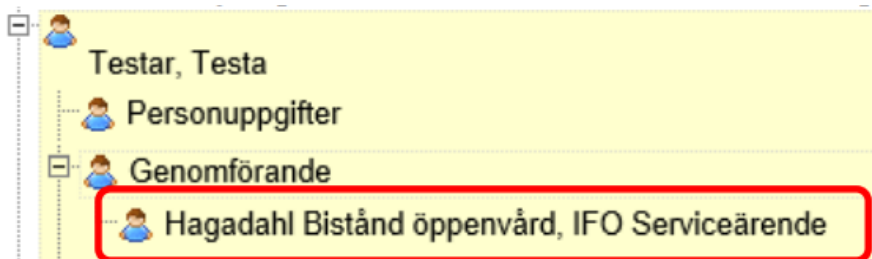 Testar, Testa
Personuppgifter
Genomförande
Hagadahl Bistånd öppenvård, IFO Serviceärende